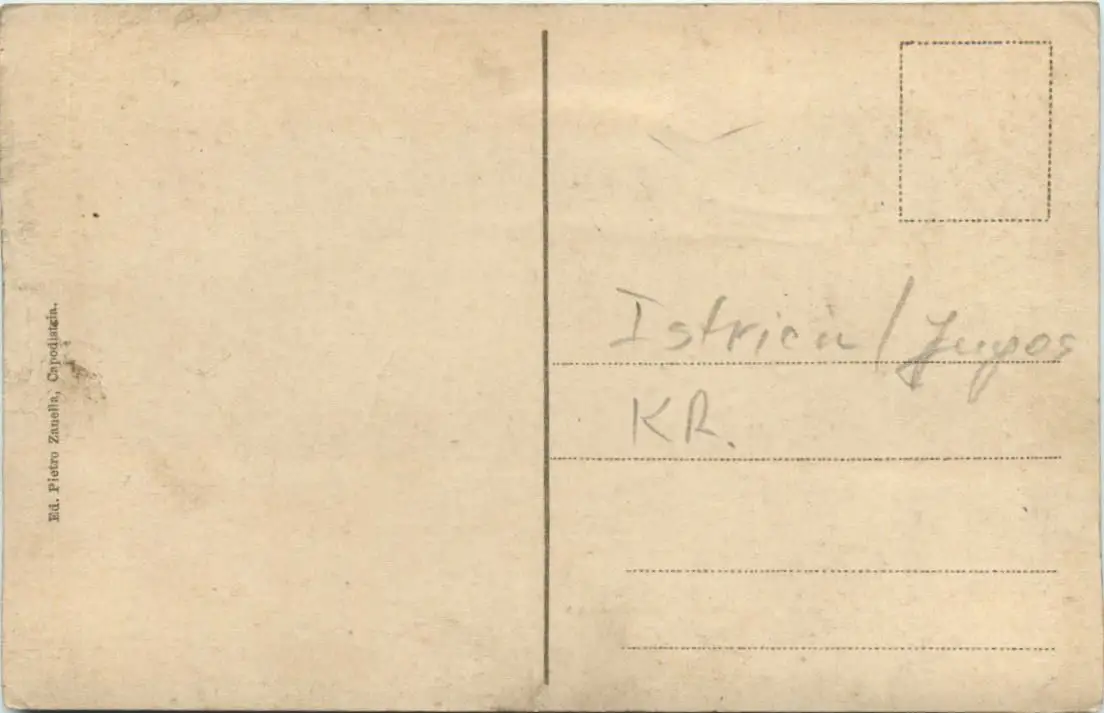 Ed. Pietro Zanella, Capodistria.
Istrien / Jugos
KR.